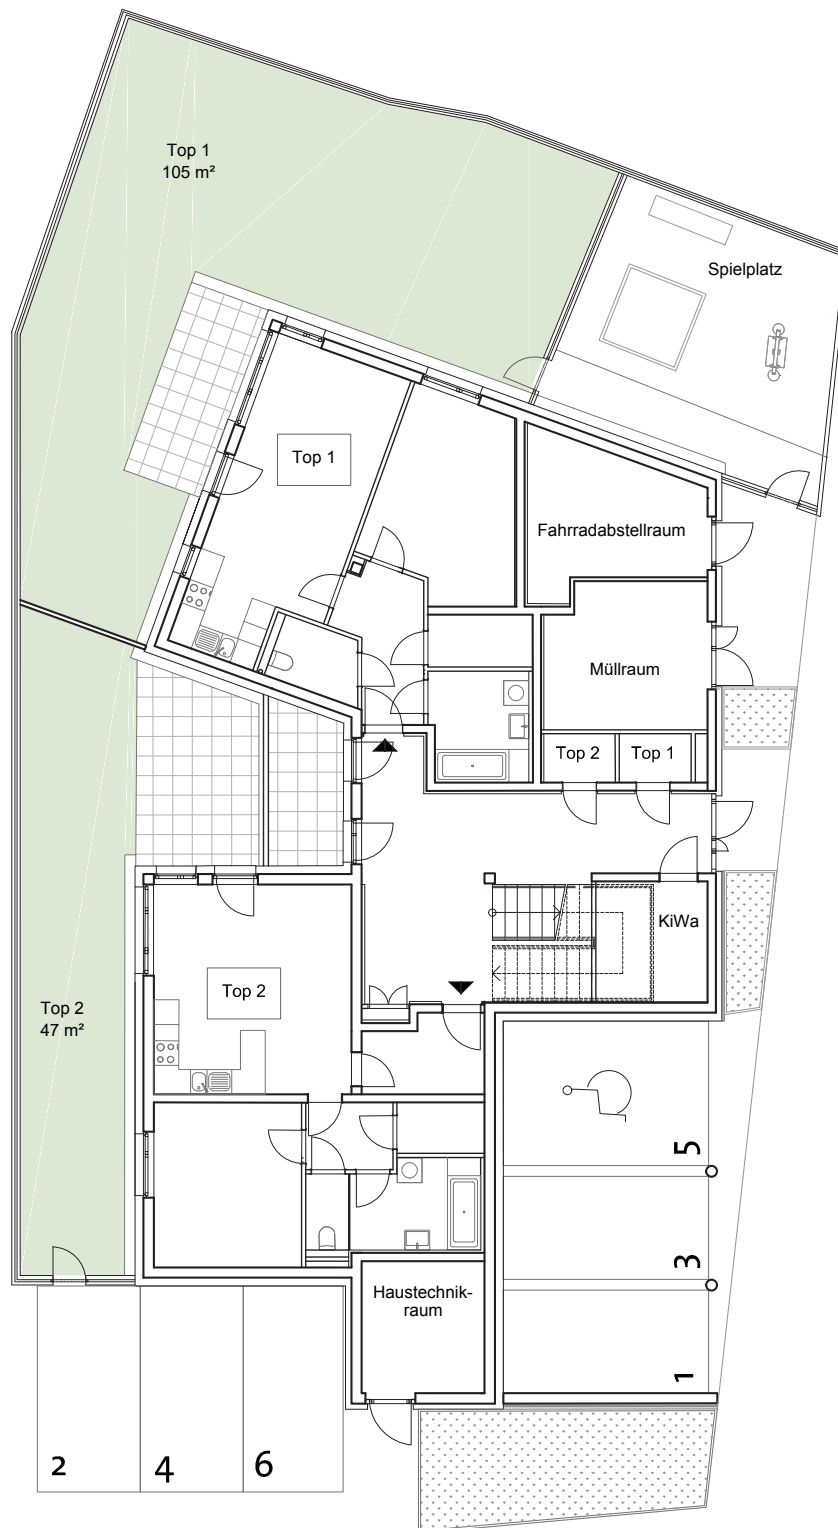 Top 1
105 m²
Spielplatz
Top 1
Fahrradabstellraum
Müllraum
Top 2
Top 1
KiWa
Top 2
Top 2
47 m²
5
3
Haustechnik-
raum
1
2
4
6